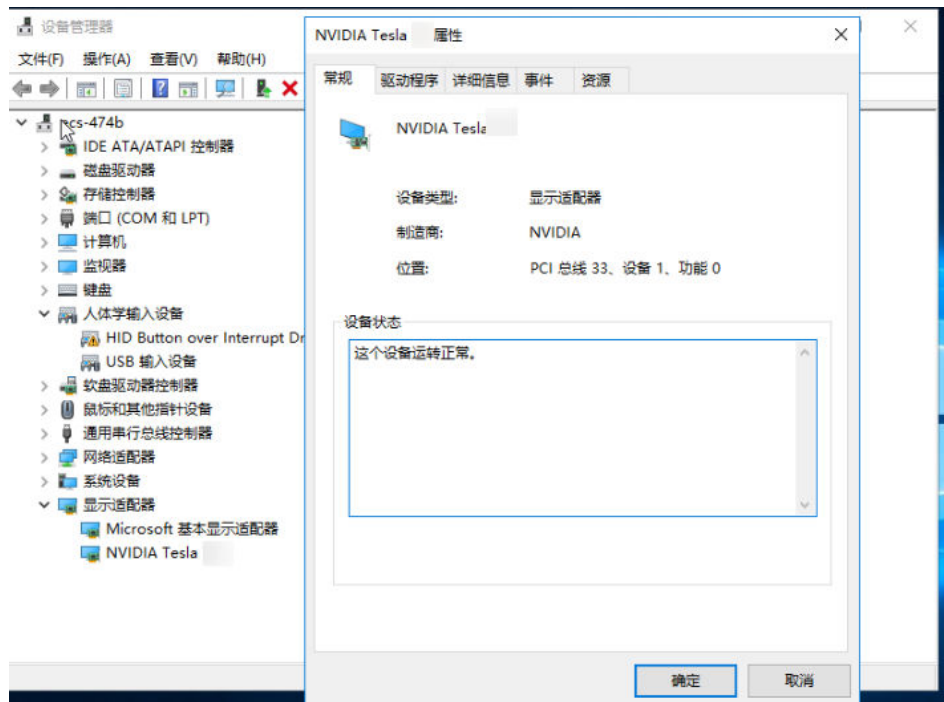 设备管理器
文件(F) 操作(A) 查看(V) 帮助(H)
ecs-474b
IDE ATA/ATAPI 控制器
磁盘驱动器
存储控制器
端口 (COM 和 LPT)
计算机
监视器
键盘
人体学输入设备
HID Button over Interrupt Dr
USB 输入设备
软盘驱动器控制器
鼠标和其他指针设备
通用串行总线控制器
网络适配器
系统设备
显示适配器
Microsoft 基本显示适配器
NVIDIA Tesla
NVIDIA Tesla 属性
常规 驱动程序 详细信息 事件 资源
NVIDIA Tesla
设备类型: 显示适配器
制造商: NVIDIA
位置: PCI 总线 33、设备 1、功能 0
设备状态
这个设备运转正常。
确定 取消